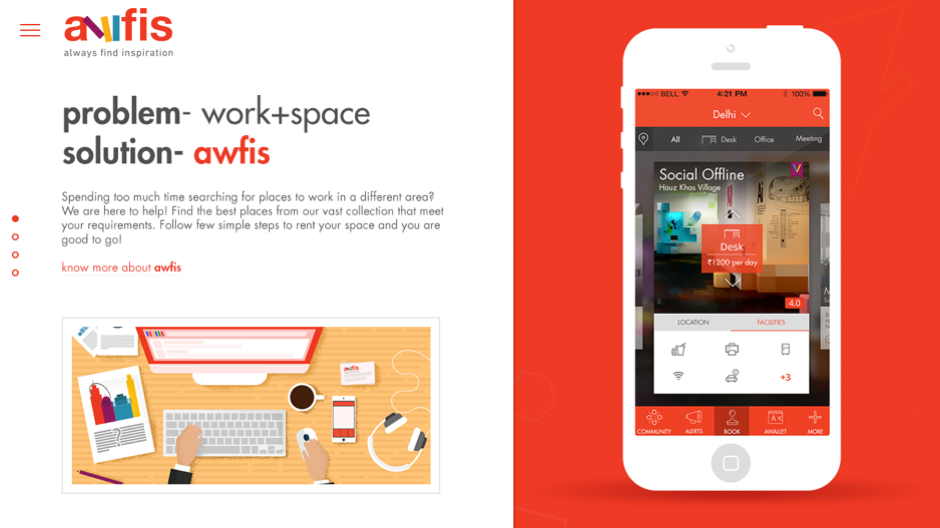 awfis
always find inspiration
problem- work+space
solution- awfis
Spending too much time searching for places to work in a different area?
We are here to help! Find the best places from our vast collection that meet
your requirements. Follow few simple steps to rent your space and you are
good to go!
know more about awfis
awfis
BELL 4:21 PM 100%
Delhi
All Desk Office Meeting
Social Offline
Hauz Khas Village
Desk
₹1200 per day
4.0
LOCATION FACILITIES
+3
COMMUNITY ALERTS BOOK AWALLET MORE